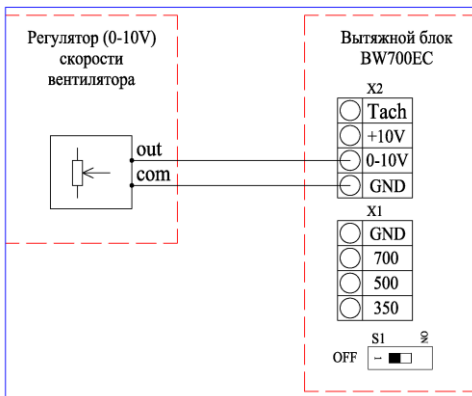 Регулятор (0-10V)
скорости
вентилятора
out
com
Вытяжной блок
BW700EC
X2
Tach
+10V
0-10V
GND
X1
GND
700
500
350
S1
ON
OFF
1